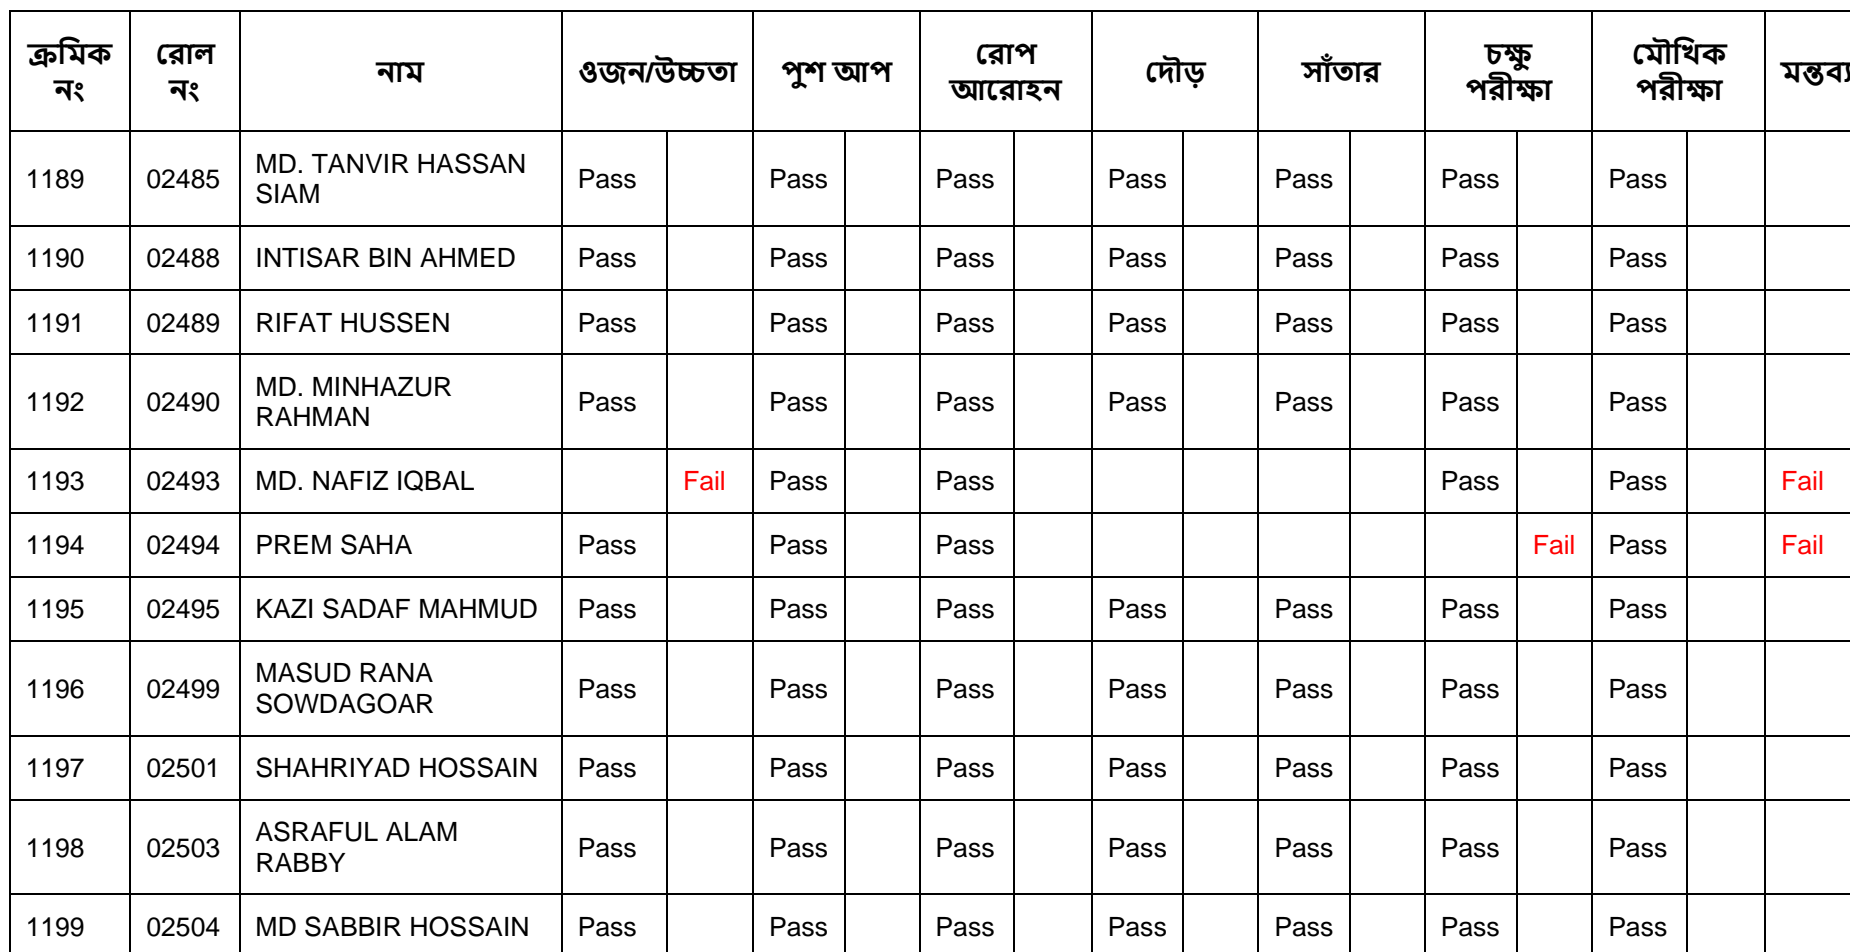 ক্রমিক নং রোল নং নাম ওজন/উচ্চতা পুশ আপ রোপ আরোহন দৌড় সাঁতার চক্ষু পরীক্ষা মৌখিক পরীক্ষা মন্তব্য
1189 02485 MD. TANVIR HASSAN SIAM Pass Pass Pass Pass Pass Pass Pass
1190 02488 INTISAR BIN AHMED Pass Pass Pass Pass Pass Pass Pass
1191 02489 RIFAT HUSSEN Pass Pass Pass Pass Pass Pass Pass
1192 02490 MD. MINHAZUR RAHMAN Pass Pass Pass Pass Pass Pass Pass
1193 02493 MD. NAFIZ IQBAL Fail Pass Pass Pass Pass Fail
1194 02494 PREM SAHA Pass Pass Pass Fail Pass Fail
1195 02495 KAZI SADAF MAHMUD Pass Pass Pass Pass Pass Pass Pass
1196 02499 MASUD RANA SOWDAGOAR Pass Pass Pass Pass Pass Pass Pass
1197 02501 SHAHRIYAD HOSSAIN Pass Pass Pass Pass Pass Pass Pass
1198 02503 ASRAFUL ALAM RABBY Pass Pass Pass Pass Pass Pass Pass
1199 02504 MD SABBIR HOSSAIN Pass Pass Pass Pass Pass Pass Pass